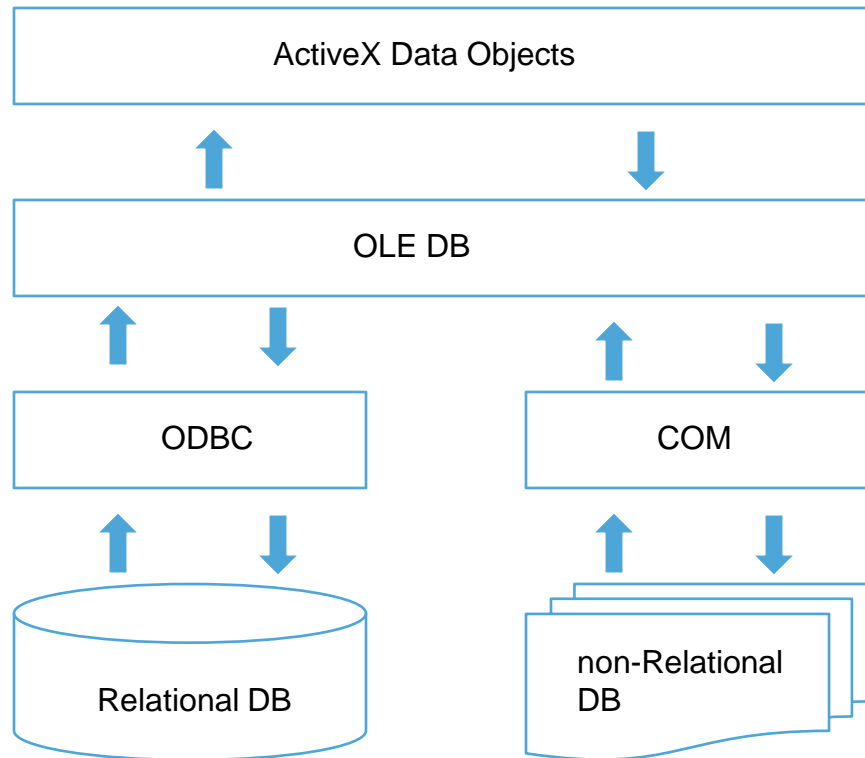 ActiveX Data Objects
OLE DB
ODBC
COM
Relational DB
non-Relational
DB